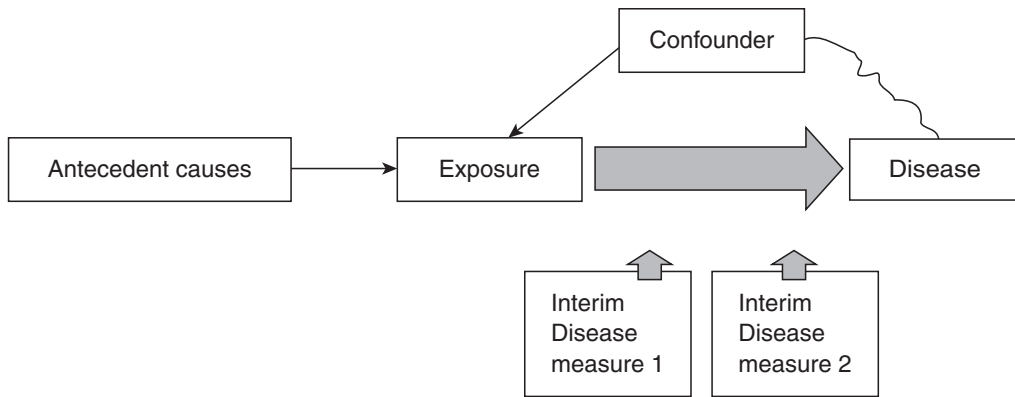 Confounder
Antecedent causes
Exposure
Disease
Interim
Disease
measure 1
Interim
Disease
measure 2